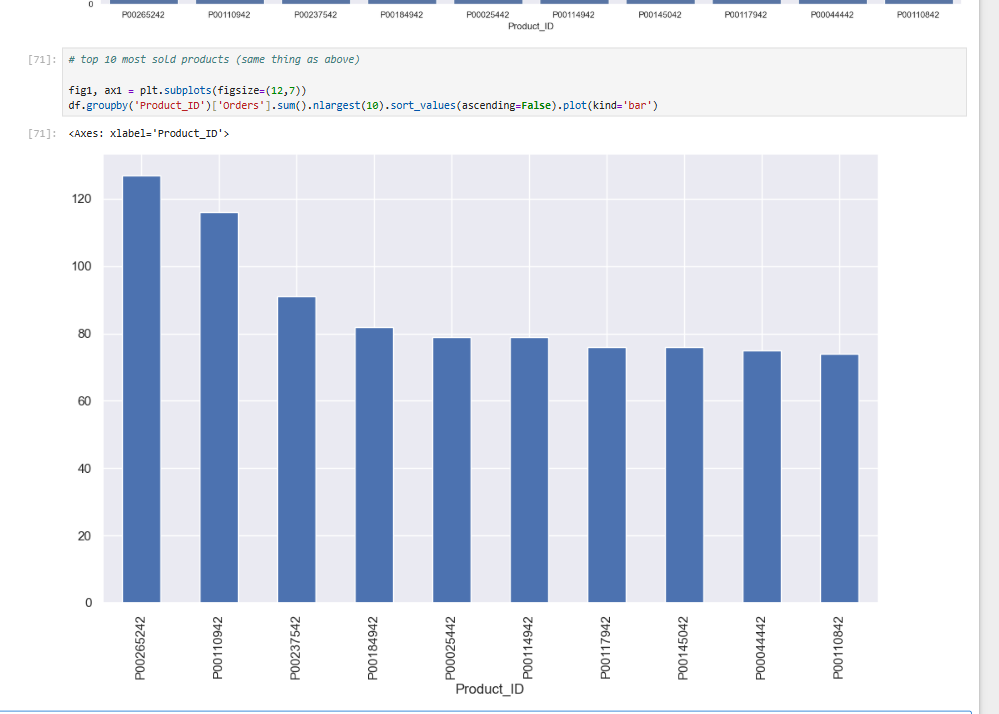 0
P00265242 P00110942 P00237542 P00184942 P00025442 P00114942 P00145042 P00117942 P00044442 P00110842
Product_ID
[71]: # top 10 most sold products (same thing as above)
fig1, ax1 = plt.subplots(figsize=(12,7))
df.groupby('Product_ID')['Orders'].sum().nlargest(10).sort_values(ascending=False).plot(kind='bar')
[71]: <Axes: xlabel='Product_ID'>
120
100
80
60
40
20
0
P00265242 P00110942 P00237542 P00184942 P00025442 P00114942 P00117942 P00145042 P00044442 P00110842
Product_ID